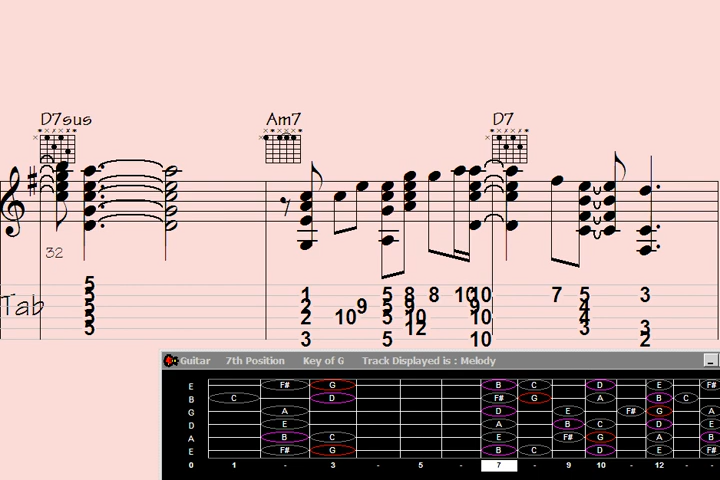 D7sus Am7 D7
32
5
5 1 5 8 8 10 10 7 5 3
5 2 9 5 9 9 4
5 2 10 5 10 10 4
5 12 3 3
3 5 10 2
Tab
Guitar 7th Position Key of G Track Displayed is : Melody
E F# G B C D E F#
B C D F# G A B C
G A D E F# G A
D E A B C D E
A B C E F# G A B
E F# G B C D E F#
0 1 - 3 - 5 - 7 - 9 10 - 12 - -